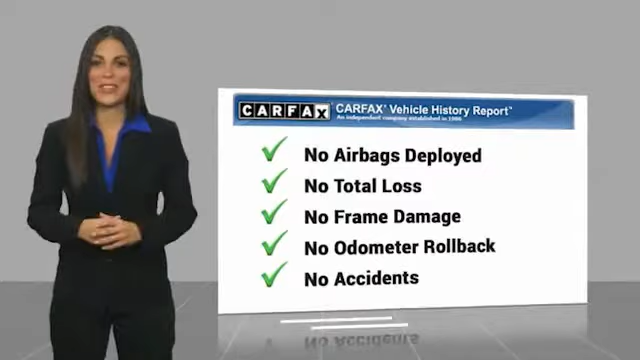 CARFAX CARFAX® Vehicle History Report™
An independent company established in 1986
No Airbags Deployed
No Total Loss
No Frame Damage
No Odometer Rollback
No Accidents